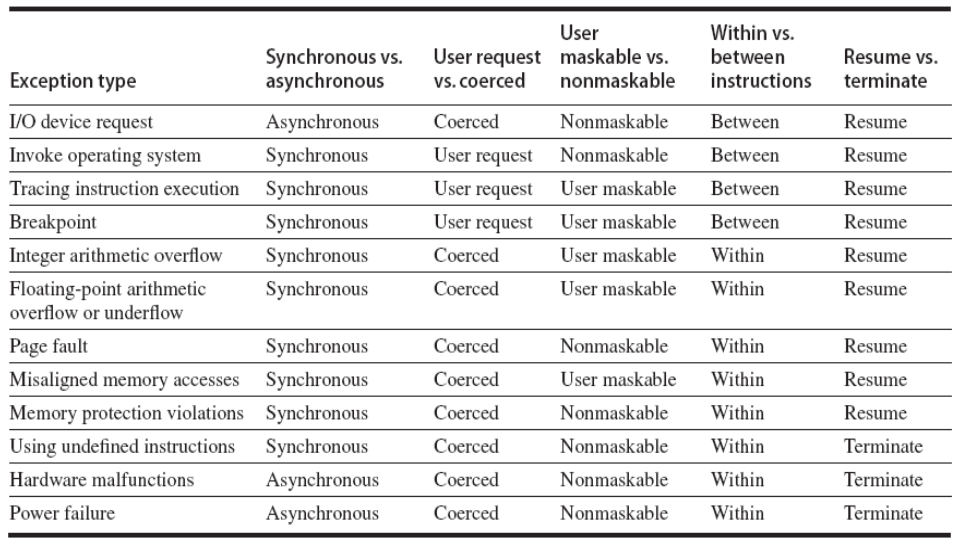 Exception type Synchronous vs. asynchronous User request vs. coerced User maskable vs. nonmaskable Within vs. between instructions Resume vs. terminate
I/O device request Asynchronous Coerced Nonmaskable Between Resume
Invoke operating system Synchronous User request Nonmaskable Between Resume
Tracing instruction execution Synchronous User request User maskable Between Resume
Breakpoint Synchronous User request User maskable Between Resume
Integer arithmetic overflow Synchronous Coerced User maskable Within Resume
Floating-point arithmetic overflow or underflow Synchronous Coerced User maskable Within Resume
Page fault Synchronous Coerced Nonmaskable Within Resume
Misaligned memory accesses Synchronous Coerced User maskable Within Resume
Memory protection violations Synchronous Coerced Nonmaskable Within Resume
Using undefined instructions Synchronous Coerced Nonmaskable Within Terminate
Hardware malfunctions Asynchronous Coerced Nonmaskable Within Terminate
Power failure Asynchronous Coerced Nonmaskable Within Terminate